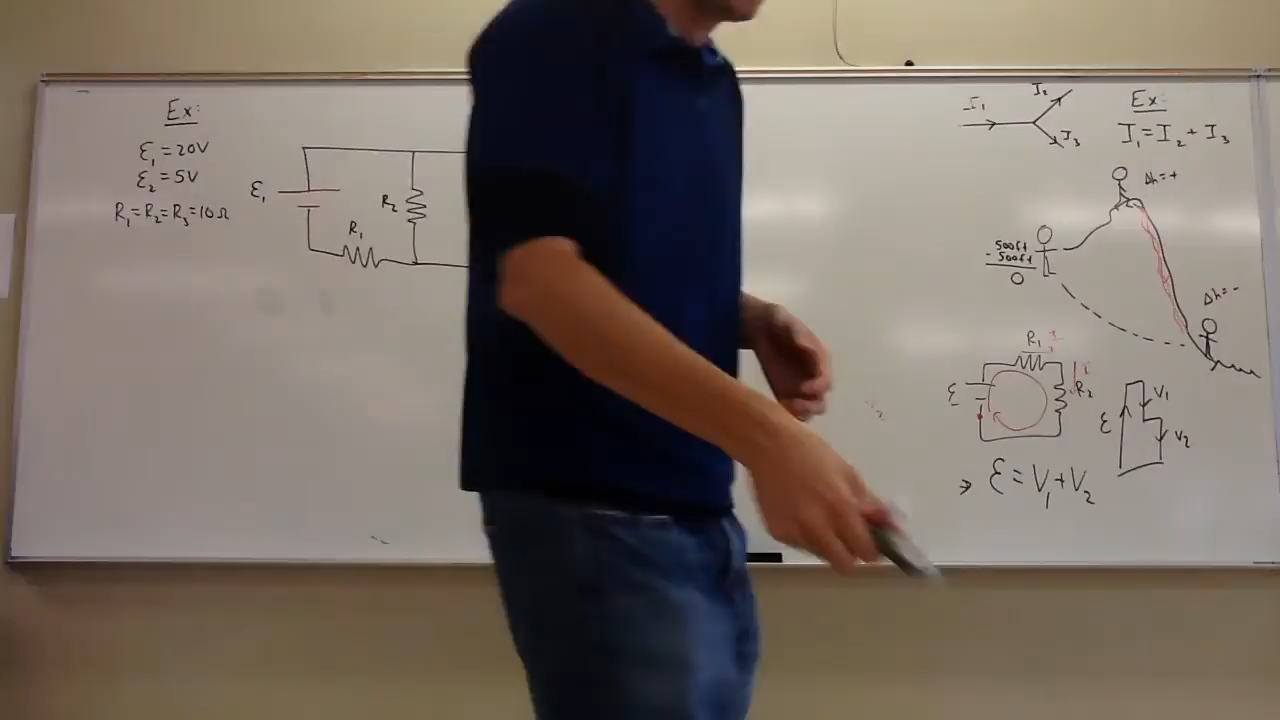 Ex:
ε₁ = 20V
ε₂ = 5V
R₁=R₂=R₃=10Ω
ε₁
R₂
R₁
I₁
I₂
I₃
Ex:
I₁=I₂+I₃
Δh=+
500ft
-500ft
0
Δh=-
R₁
ε
R₂
ε
V₁
V₂
→ ε = V₁+V₂